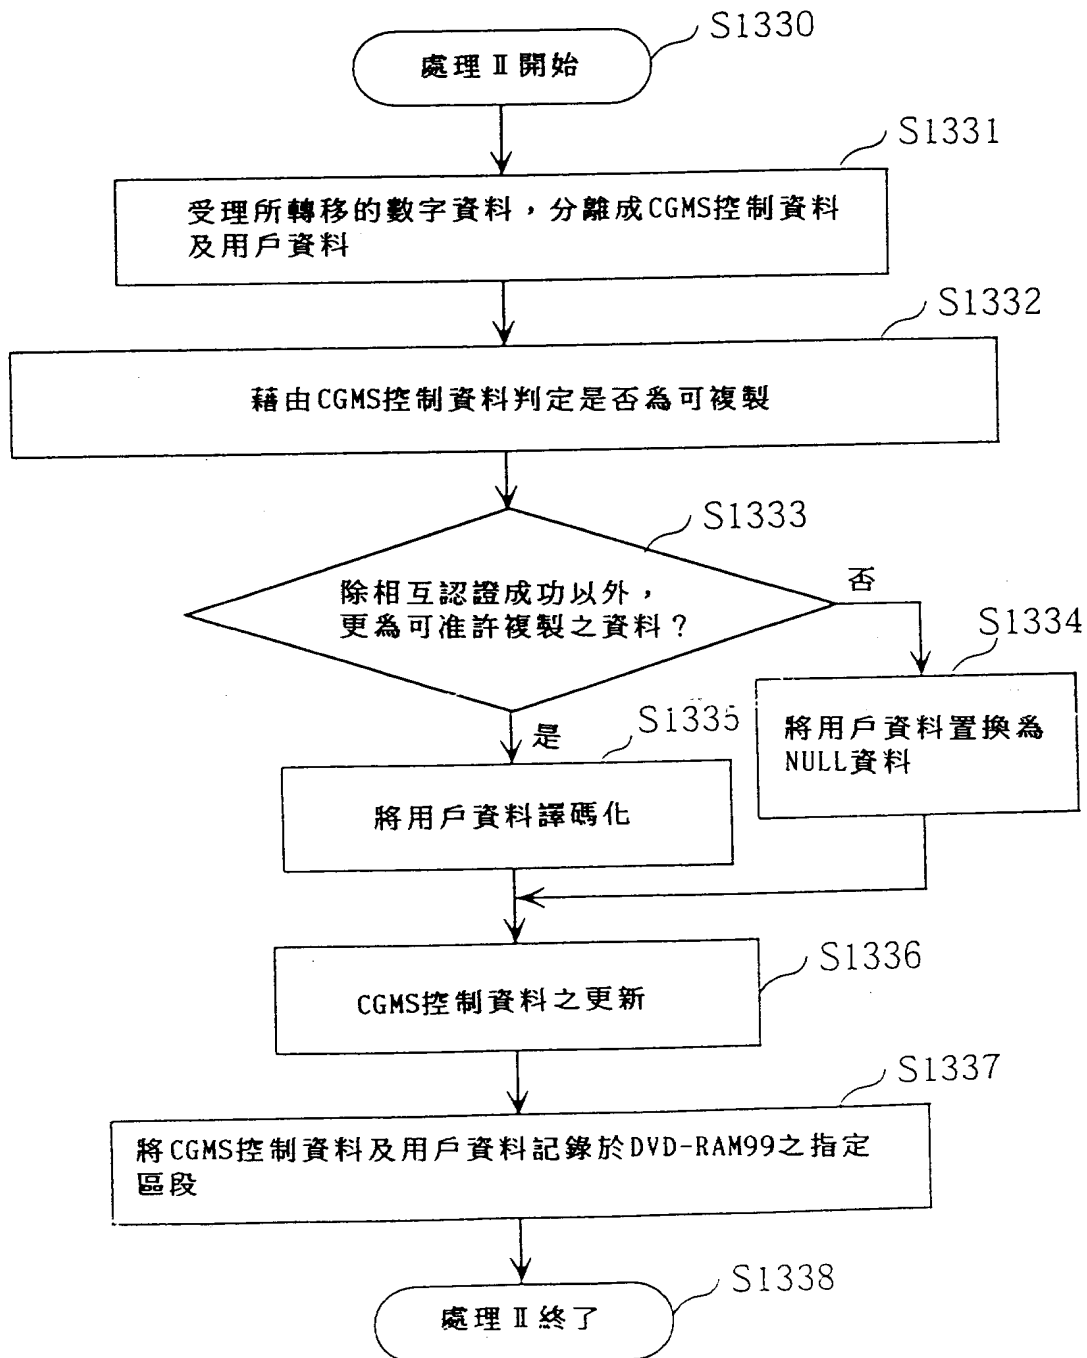 S1330
處理Ⅱ開始
S1331
受理所轉移的數字資料，分離成CGMS控制資料
及用戶資料
S1332
藉由CGMS控制資料判定是否為可複製
S1333
除相互認證成功以外，
更為可准許複製之資料？
否
S1334
將用戶資料置換為
NULL資料
是
S1335
將用戶資料譯碼化
S1336
CGMS控制資料之更新
S1337
將CGMS控制資料及用戶資料記錄於DVD-RAM99之指定
區段
S1338
處理Ⅱ終了